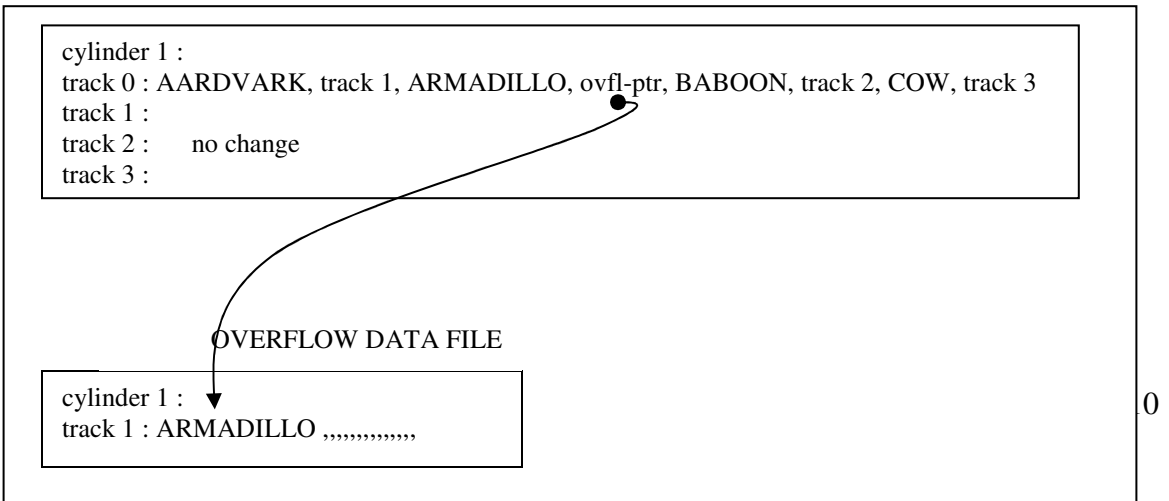 cylinder 1 :
track 0 : AARDVARK, track 1, ARMADILLO, ovfl-ptr, BABOON, track 2, COW, track 3
track 1 :
track 2 : no change
track 3 :
OVERFLOW DATA FILE
cylinder 1 :
track 1 : ARMADILLO ,,,,,,,,,,,,,,
0